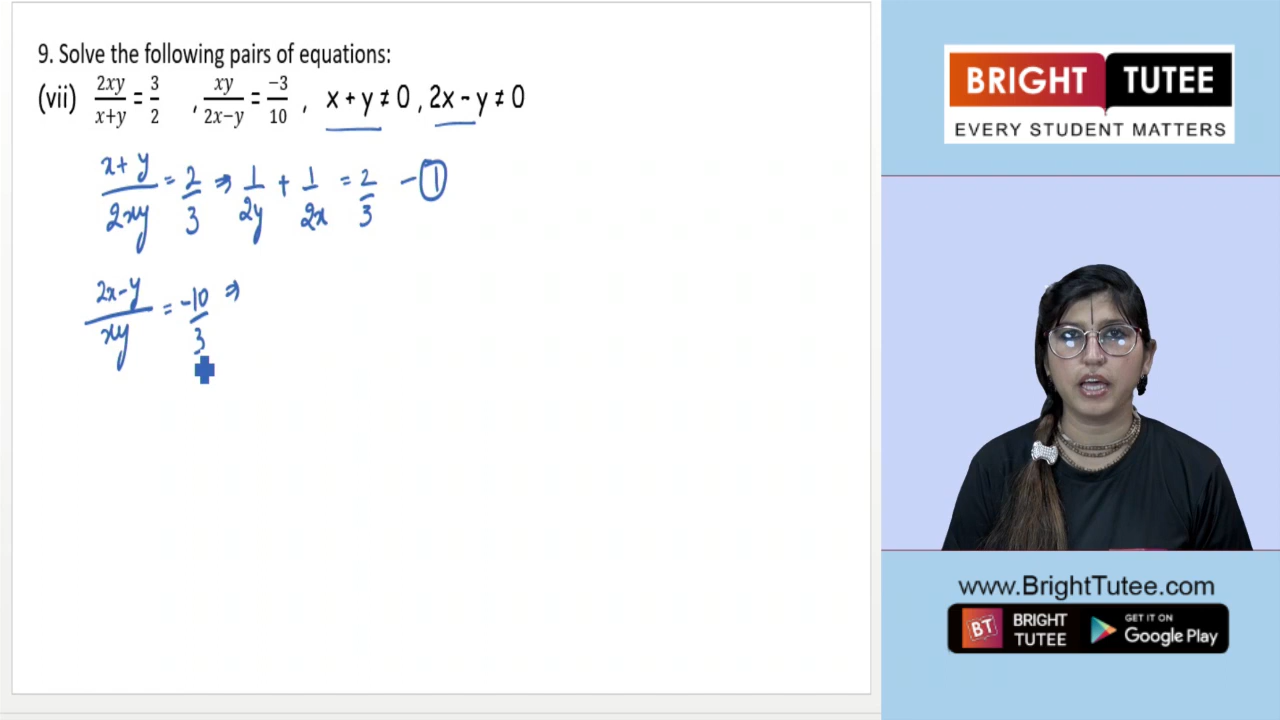 9. Solve the following pairs of equations:
(vii) 2xy/x+y = 3/2 , xy/2x−y = −3/10 , x + y ≠ 0 , 2x − y ≠ 0
x+y/2xy = 2/3 ⇒ 1/2y + 1/2x = 2/3 − ①
2x−y/xy = −10/3 ⇒
BRIGHT TUTEE
EVERY STUDENT MATTERS
www.BrightTutee.com
BT BRIGHT TUTEE
GET IT ON Google Play